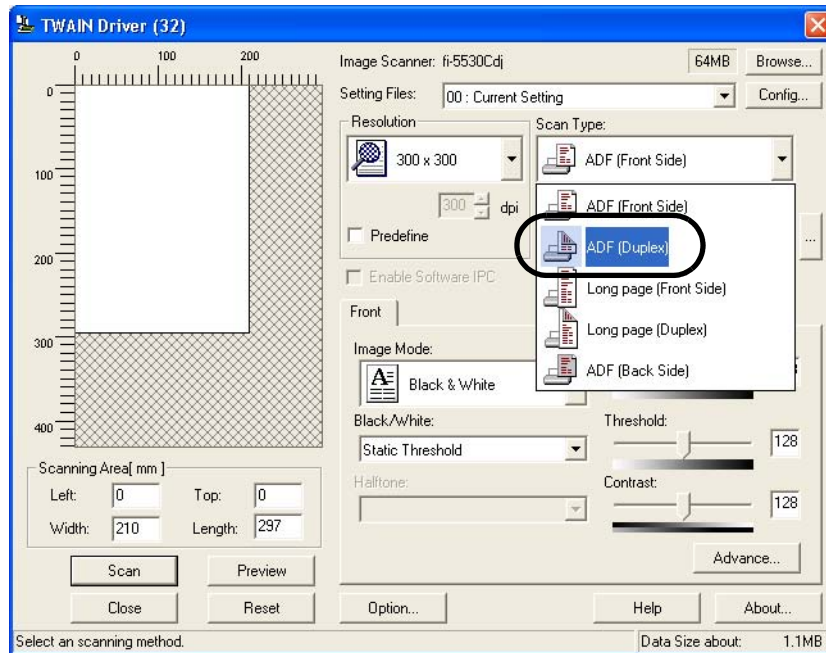 TWAIN Driver (32)
0 100 200
0
100
200
300
400
Image Scanner: fi-5530Cdj 64MB Browse...
Setting Files: 00 : Current Setting Config...
Resolution
300 x 300
300 dpi
Predefine
Enable Software IPC
Scan Type:
ADF (Front Side)
ADF (Front Side)
ADF (Duplex)
Long page (Front Side)
Long page (Duplex)
ADF (Back Side)
...
Front
Image Mode:
Black & White
Black/White:
Static Threshold
Halftone:
Threshold:
128
Contrast:
128
Advance...
Scanning Area[ mm ]
Left: 0 Top: 0
Width: 210 Length: 297
Scan Preview
Close Reset Option... Help About...
Select an scanning method. Data Size about: 1.1MB